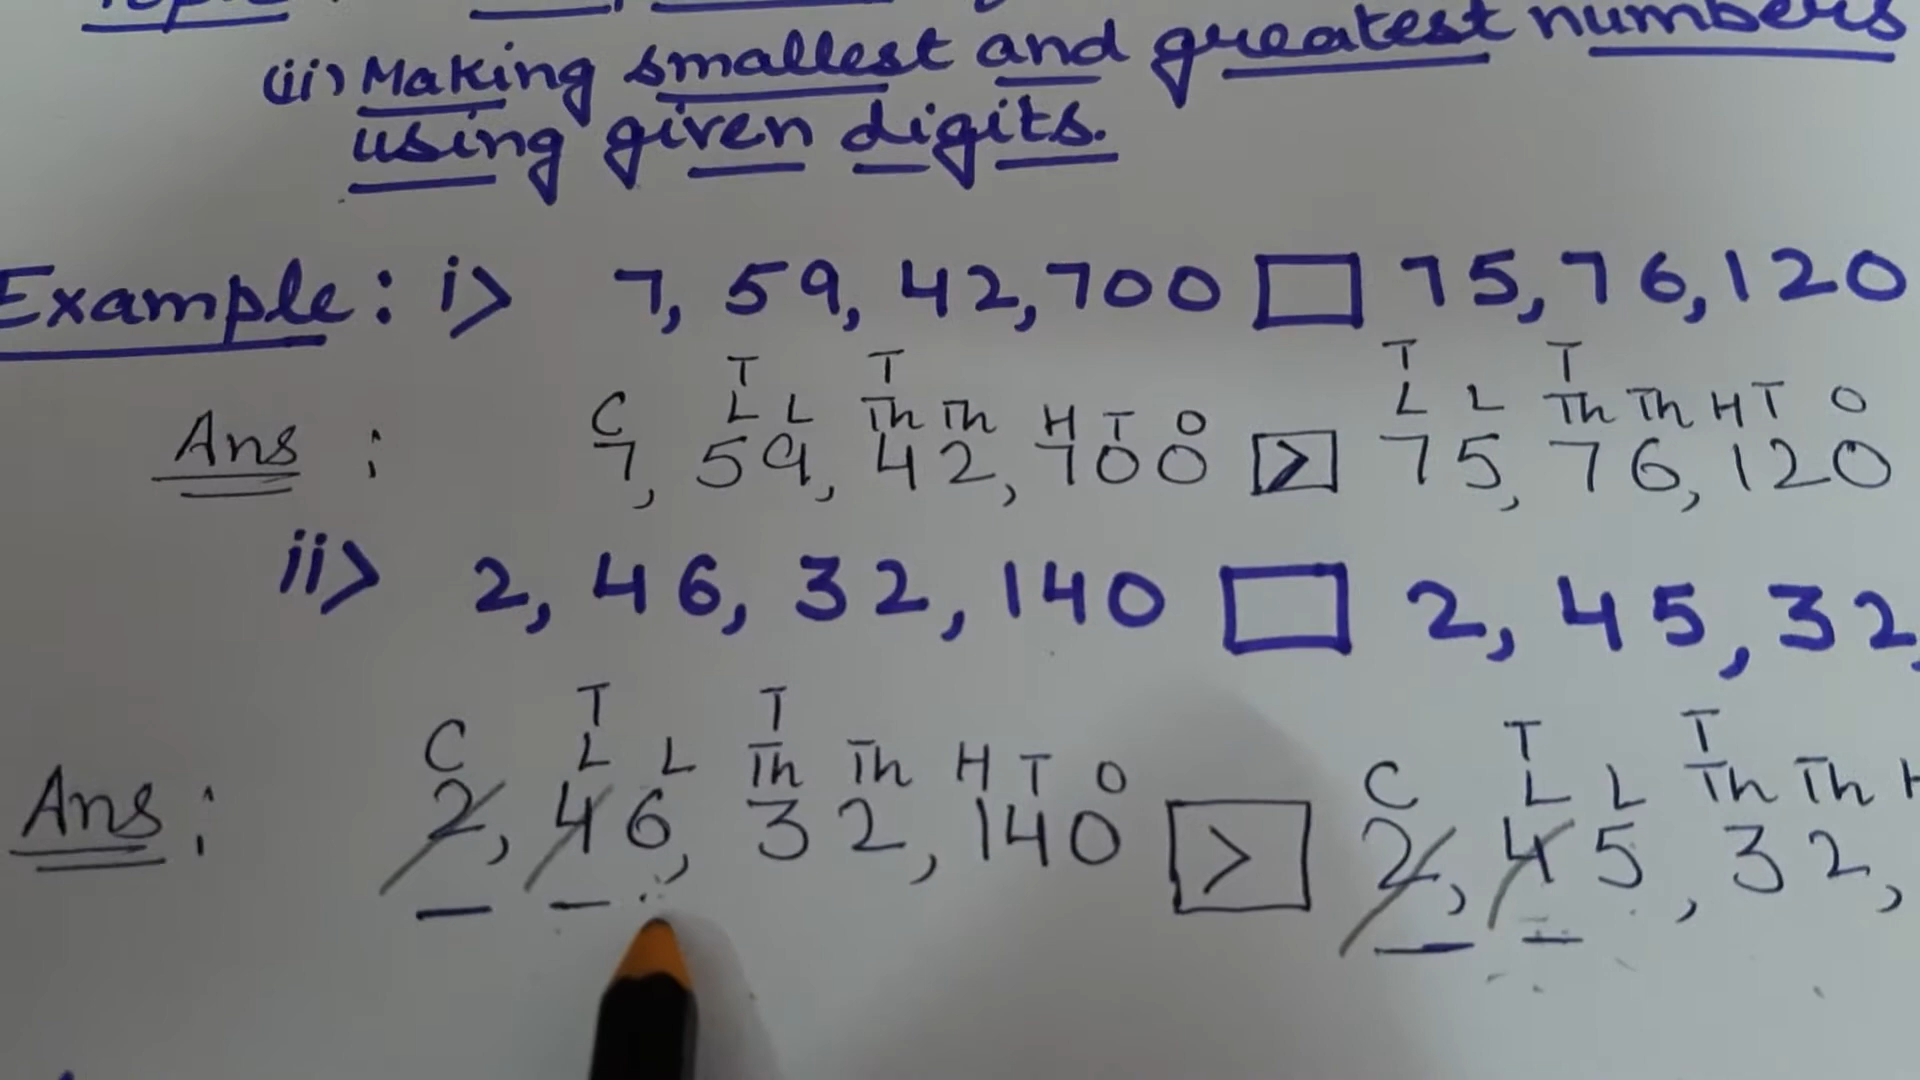 (ii) Making smallest and greatest numbers
using given digits.
Example : i> 7, 59, 42, 700 □ 75, 76, 120
C T L L T Th Th H T O T L L T Th Th H T O
Ans : 7, 59, 42, 700 > 75, 76, 120
ii> 2, 46, 32, 140 □ 2, 45, 32,
C T L L T Th Th H T O C T L L T Th Th H
Ans : 2, 46, 32, 140 > 2, 45, 32,